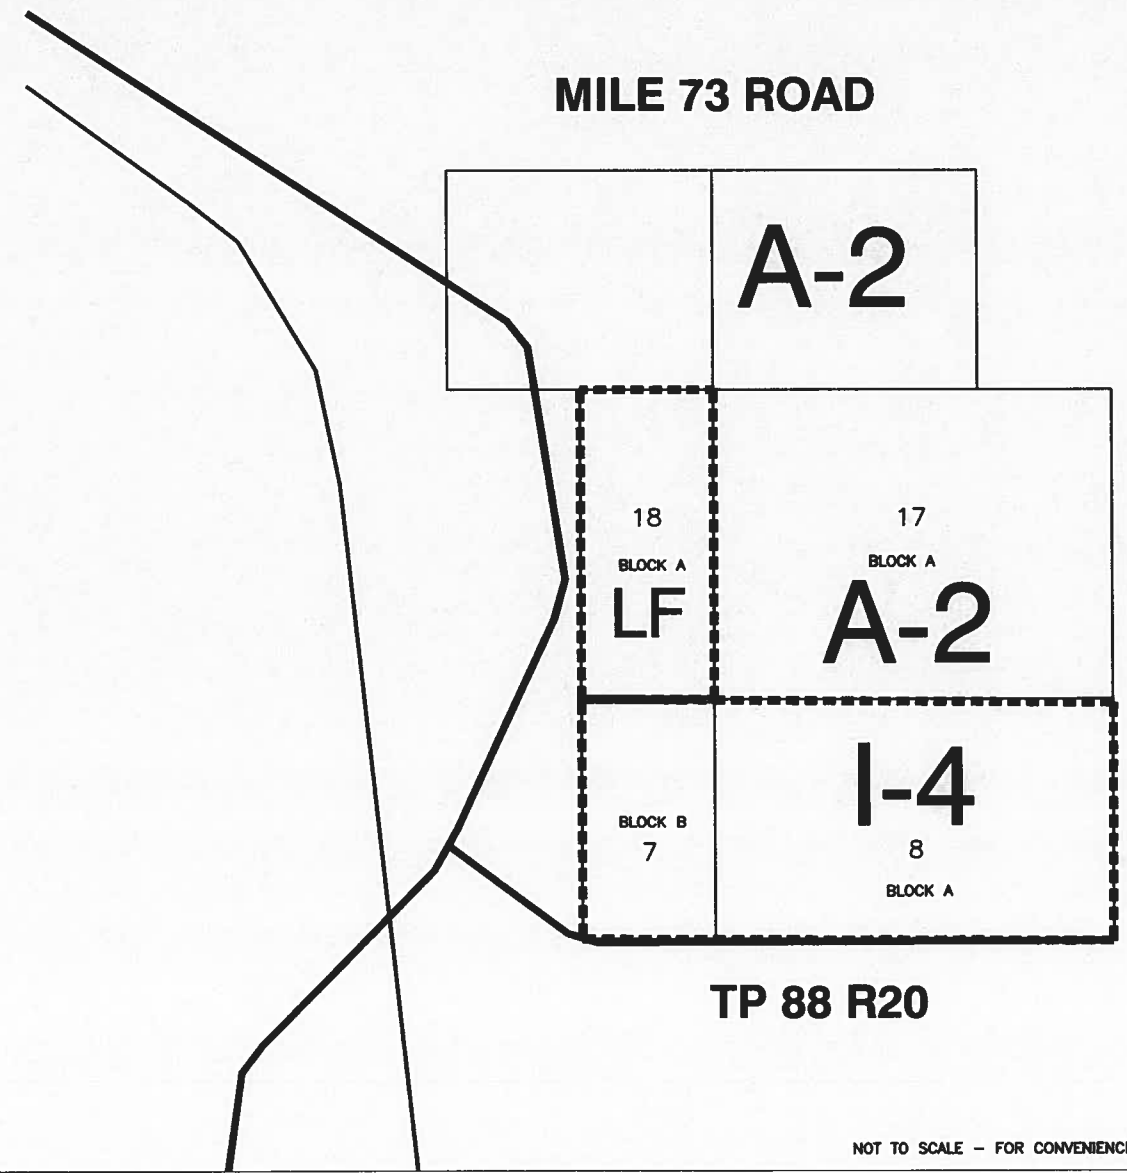 MILE 73 ROAD
A-2
18
BLOCK A
LF
17
BLOCK A
A-2
BLOCK B
7
I-4
8
BLOCK A
TP 88 R20
NOT TO SCALE – FOR CONVENIENCE